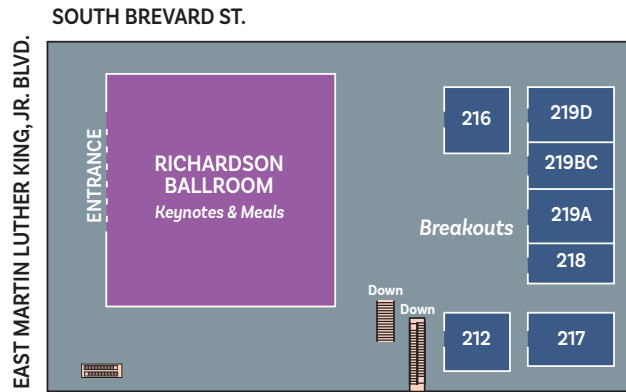 SOUTH BREVARD ST.
EAST MARTIN LUTHER KING, JR. BLVD.
ENTRANCE
RICHARDSON
BALLROOM
Keynotes & Meals
216
219D
219BC
219A
218
Breakouts
Down
Down
212
217